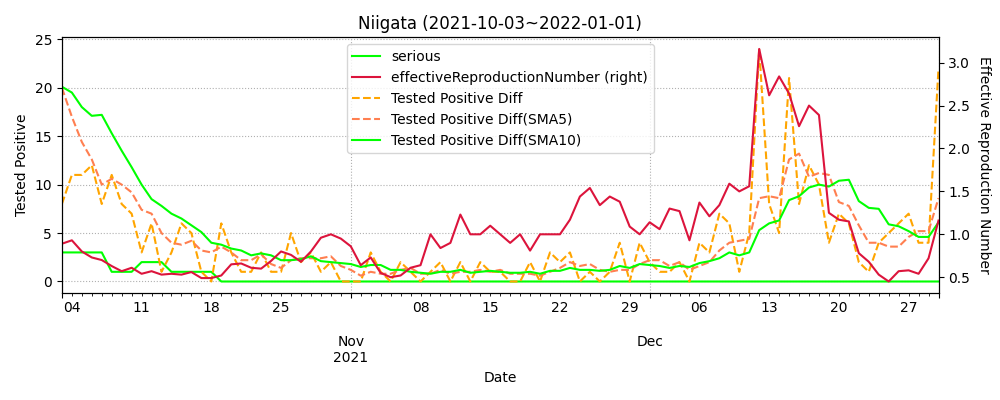 Niigata (2021-10-03~2022-01-01)
serious
effectiveReproductionNumber (right)
Tested Positive Diff
Tested Positive Diff(SMA5)
Tested Positive Diff(SMA10)
Tested Positive
25
20
15
10
5
0
Effective Reproduction Number
3.0
2.5
2.0
1.5
1.0
0.5
04 11 18 25 08 15 22 29 06 13 20 27
Nov Dec
2021
Date